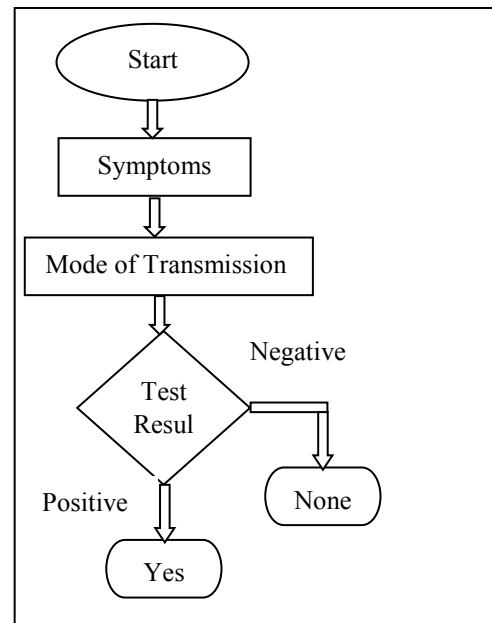 Start
Symptoms
Mode of Transmission
Negative
Test
Resul
Positive
None
Yes